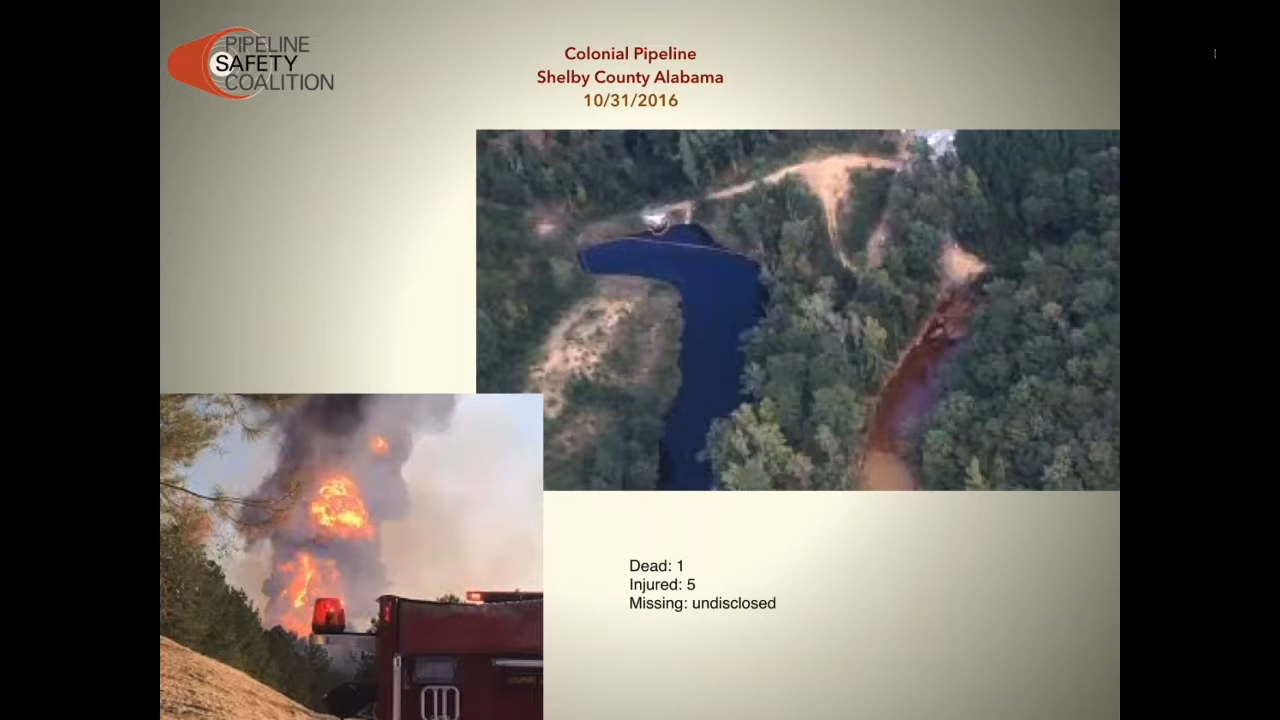 PIPELINE
SAFETY
COALITION
Colonial Pipeline
Shelby County Alabama
10/31/2016
Dead: 1
Injured: 5
Missing: undisclosed